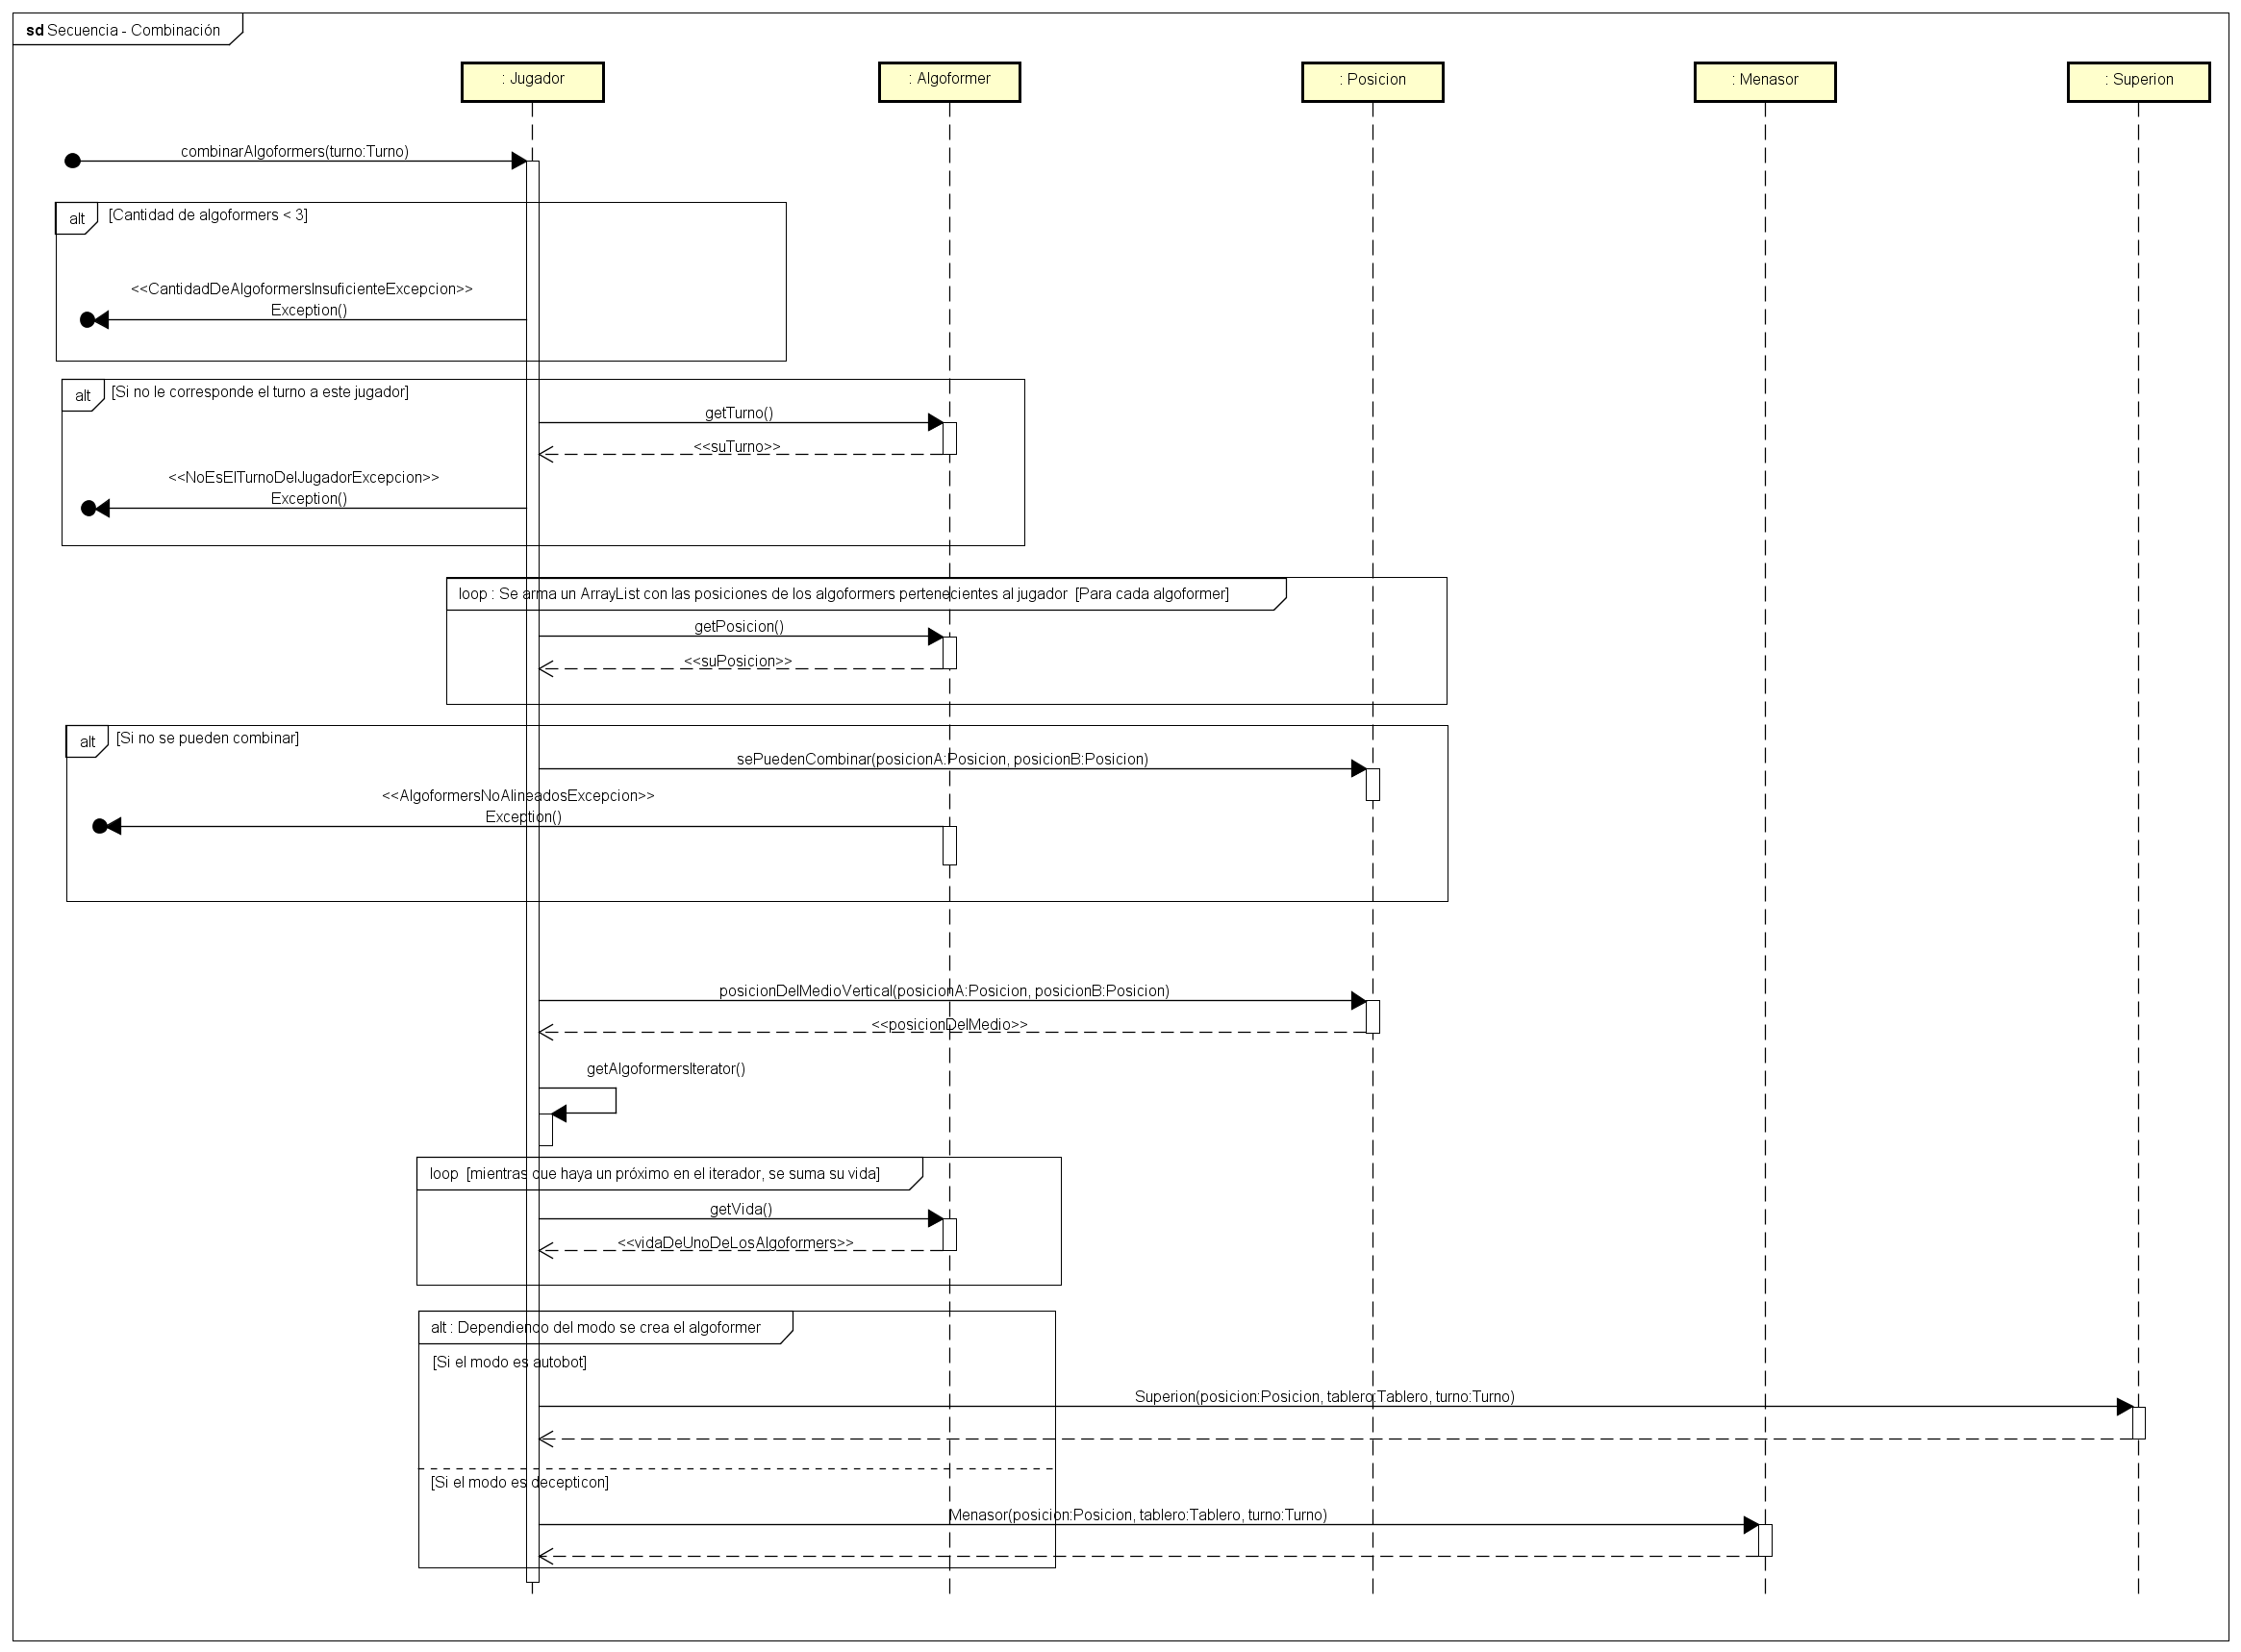 sd Secuencia - Combinación
: Jugador
: Algoformer
: Posicion
: Menasor
: Superion
combinarAlgoformers(turno:Turno)
alt
[Cantidad de algoformers < 3]
<<CantidadDeAlgoformersInsuficienteExcepcion>>
Exception()
alt
[Si no le corresponde el turno a este jugador]
getTurno()
<<suTurno>>
<<NoEsElTurnoDelJugadorExcepcion>>
Exception()
loop : Se arma un ArrayList con las posiciones de los algoformers pertenecientes al jugador [Para cada algoformer]
getPosicion()
<<suPosicion>>
alt
[Si no se pueden combinar]
sePuedenCombinar(posicionA:Posicion, posicionB:Posicion)
<<AlgoformersNoAlineadosExcepcion>>
Exception()
posicionDelMedioVertical(posicionA:Posicion, posicionB:Posicion)
<<posicionDelMedio>>
getAlgoformersIterator()
loop [mientras que haya un próximo en el iterador, se suma su vida]
getVida()
<<vidaDeUnoDeLosAlgoformers>>
alt : Dependiendo del modo se crea el algoformer
[Si el modo es autobot]
Superion(posicion:Posicion, tablero:Tablero, turno:Turno)
[Si el modo es decepticon]
Menasor(posicion:Posicion, tablero:Tablero, turno:Turno)